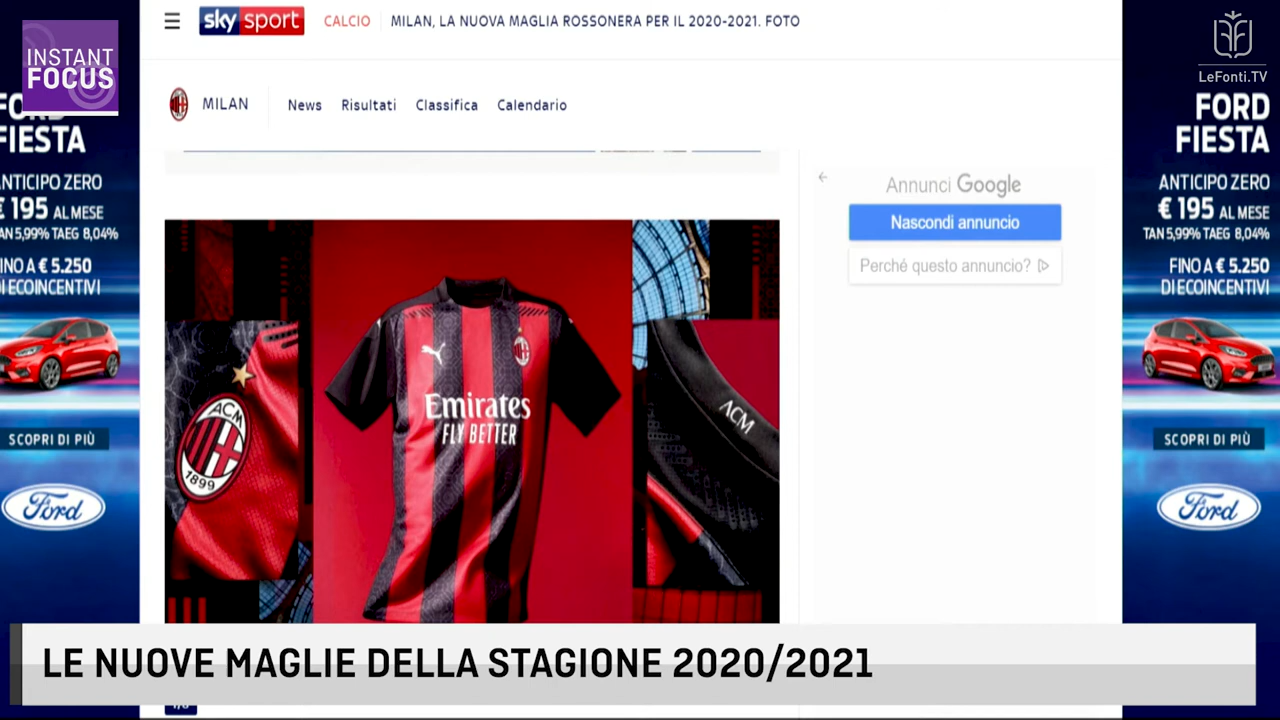 INSTANT
FOCUS
sky sport
CALCIO
MILAN, LA NUOVA MAGLIA ROSSONERA PER IL 2020-2021. FOTO
LeFonti.TV
MILAN
News
Risultati
Classifica
Calendario
FORD
FIESTA
ANTICIPO ZERO
€ 195 AL MESE
TAN 5,99% TAEG 8,04%
FINO A € 5.250
DI ECOINCENTIVI
SCOPRI DI PIÙ
Ford
Annunci Google
Nascondi annuncio
Perché questo annuncio?
ACM
1899
Emirates
FLY BETTER
ACM
FORD
FIESTA
ANTICIPO ZERO
€ 195 AL MESE
TAN 5,99% TAEG 8,04%
FINO A € 5.250
DI ECOINCENTIVI
SCOPRI DI PIÙ
Ford
LE NUOVE MAGLIE DELLA STAGIONE 2020/2021